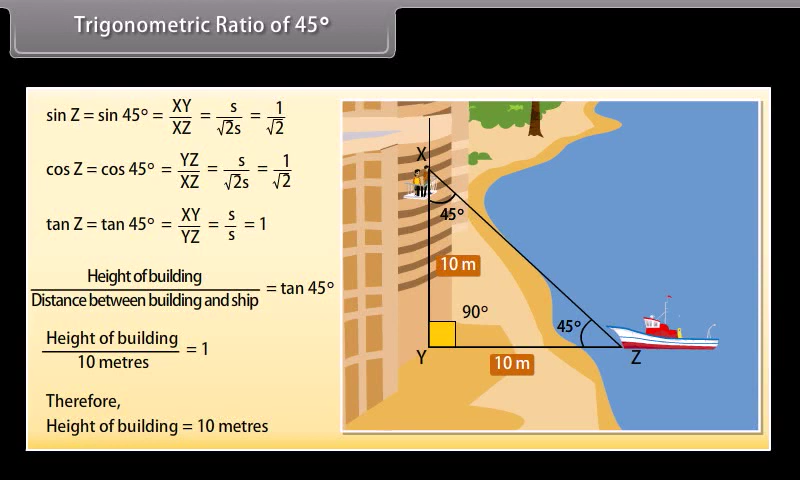 Trigonometric Ratio of 45°
sin Z = sin 45° = XY/XZ = s/√2s = 1/√2
cos Z = cos 45° = YZ/XZ = s/√2s = 1/√2
tan Z = tan 45° = XY/YZ = s/s = 1
Height of building
Distance between building and ship
= tan 45°
Height of building
10 metres
= 1
Therefore,
Height of building = 10 metres
X
45°
10 m
90°
45°
Y
10 m
Z